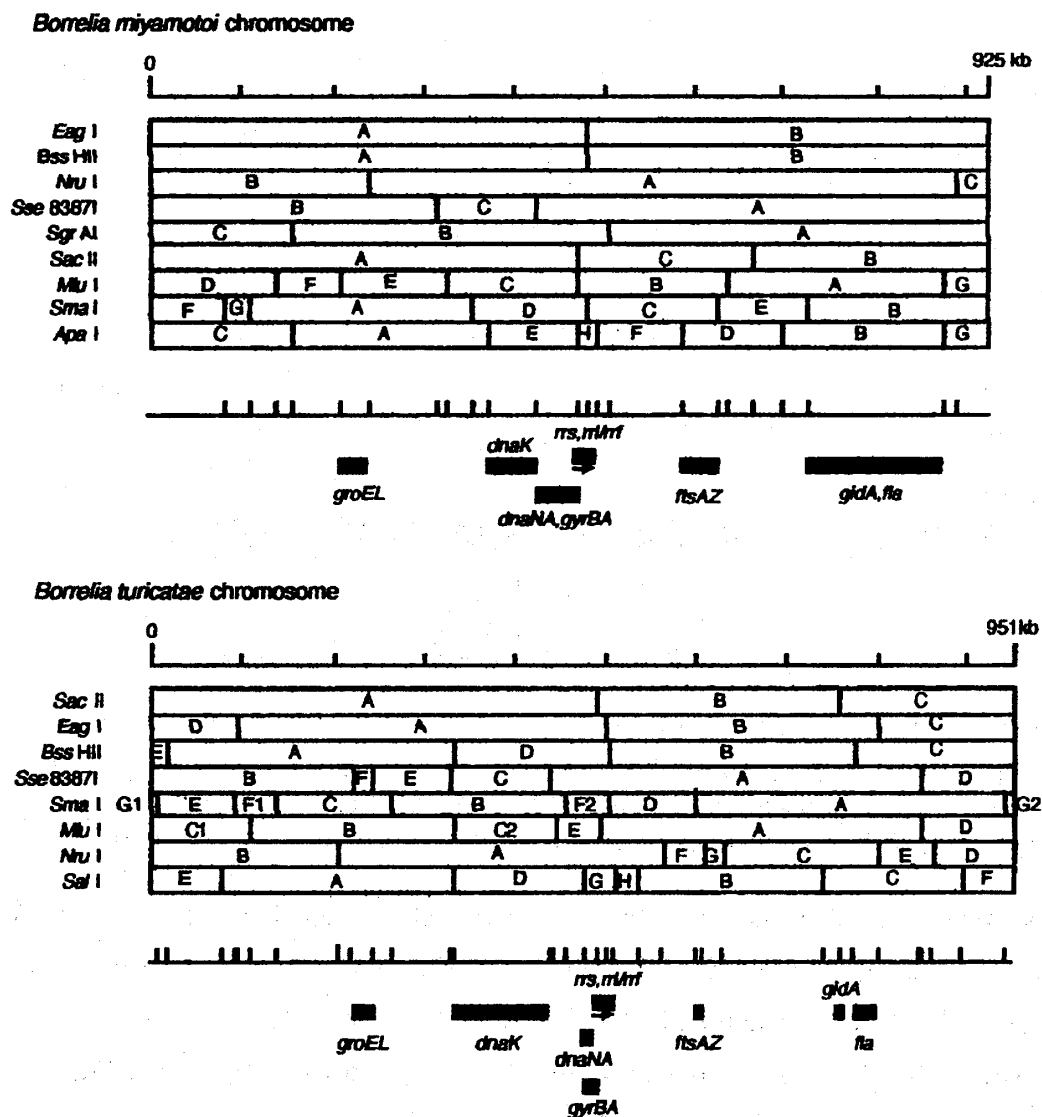 Borrelia miyamotoi chromosome
0 925 kb
Eag I A B
Bss HII A B
Nru I B A C
Sse 8387I B C A
Sgr AI C B A
Sac II A C B
Mlu I D F E C B A G
Sma I F G A D C E B
Apa I C A E H F D B G
rrs,rrl/rrf
dnaK
groEL ftsAZ gidA,fla
dnaNA,gyrBA
Borrelia turicatae chromosome
0 951kb
Sac II A B C
Eag I D A B C
Bss HII E A D B C
Sse 8387I B F E C A D
Sma I G1 E F1 C B F2 D A G2
Mlu I C1 B C2 E A D
Nru I B A F G C E D
Sal I E A D G H B C F
rrs,rrl/rrf
gidA
groEL dnaK ftsAZ fla
dnaNA
gyrBA